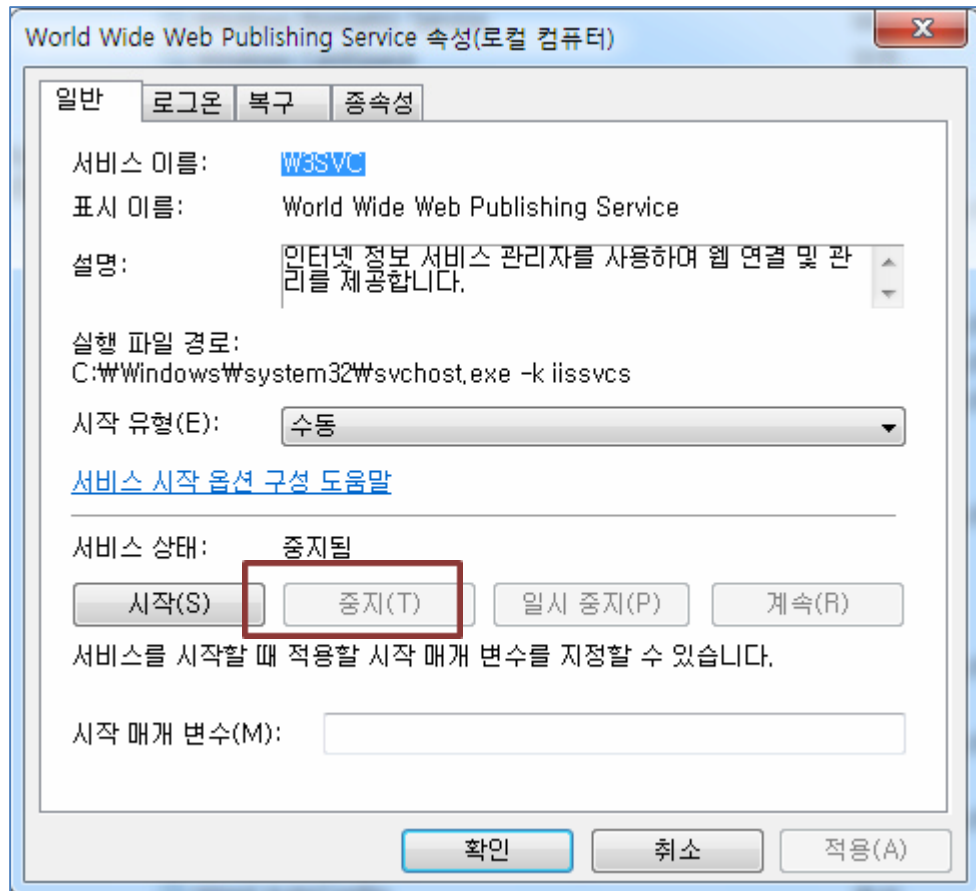 World Wide Web Publishing Service 속성(로컬 컴퓨터)
일반 로그온 복구 종속성
서비스 이름: W3SVC
표시 이름: World Wide Web Publishing Service
설명: 인터넷 정보 서비스 관리자를 사용하여 웹 연결 및 관
리를 제공합니다.
실행 파일 경로:
C:₩Windows₩system32₩svchost.exe -k iissvcs
시작 유형(E): 수동
서비스 시작 옵션 구성 도움말
서비스 상태: 중지됨
시작(S) 중지(T) 일시 중지(P) 계속(R)
서비스를 시작할 때 적용할 시작 매개 변수를 지정할 수 있습니다.
시작 매개 변수(M):
확인 취소 적용(A)